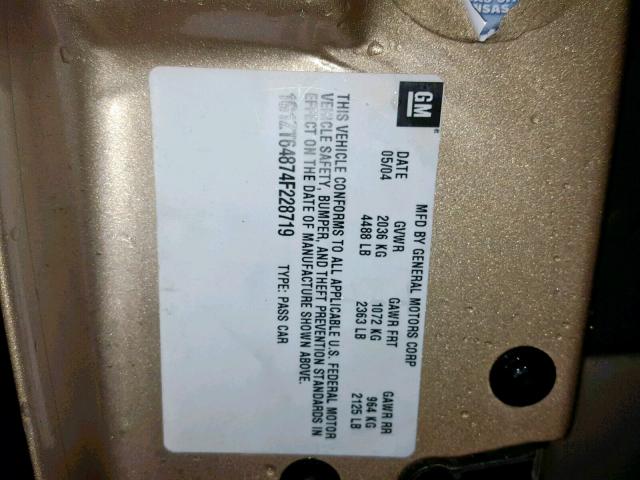 NSAS
GM
MFD BY GENERAL MOTORS CORP
DATE GVWR GAWR FRT GAWR RR
05/04 2036 KG 1072 KG 964 KG
4488 LB 2363 LB 2125 LB
THIS VEHICLE CONFORMS TO ALL APPLICABLE U.S. FEDERAL MOTOR
VEHICLE SAFETY, BUMPER, AND THEFT PREVENTION STANDARDS IN
EFFECT ON THE DATE OF MANUFACTURE SHOWN ABOVE.
1G1ZT64874F228719 TYPE: PASS CAR